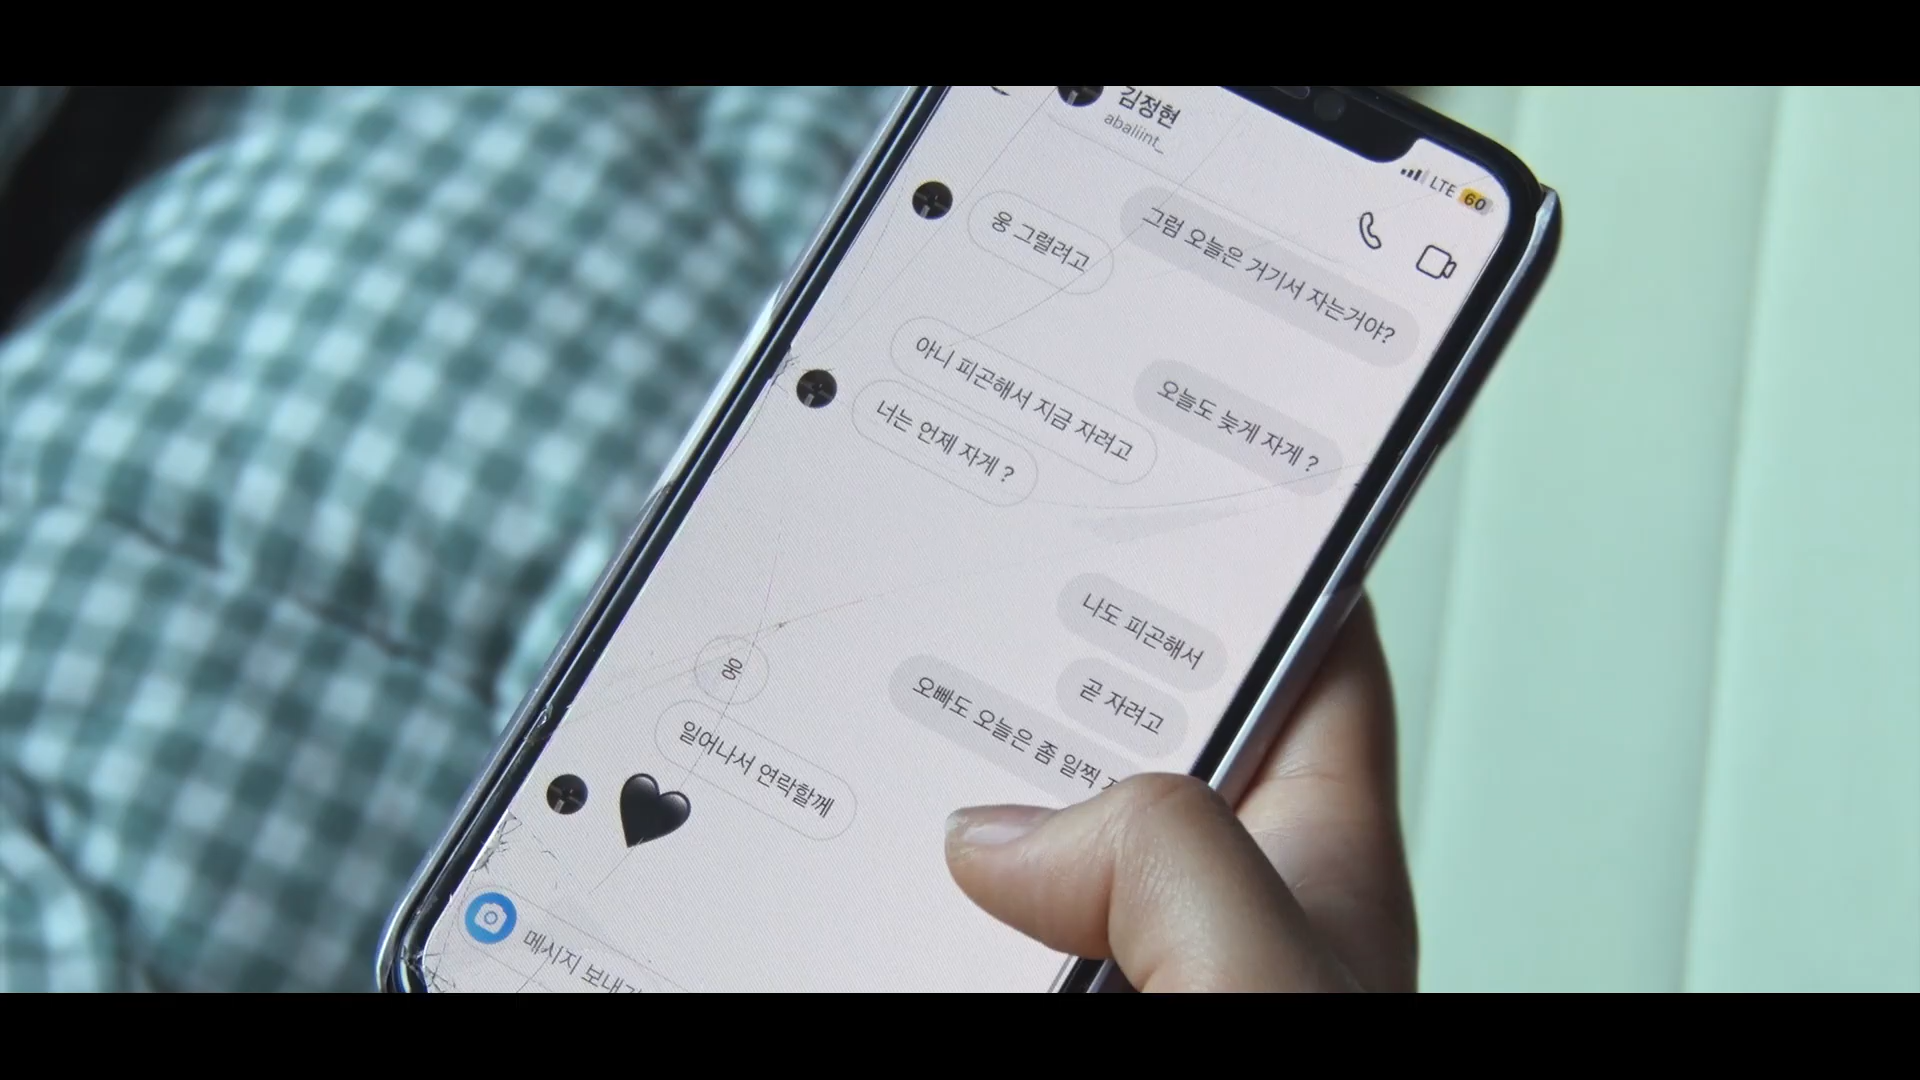 김정현
abaliint_
LTE 60
그럼 오늘은 거기서 자는거야?
웅 그럴려고
오늘도 늦게 자게 ?
아니 피곤해서 지금 자려고
너는 언제 자게 ?
나도 피곤해서
곧 자려고
오빠도 오늘은 좀 일찍
웅
일어나서 연락할께
메시지